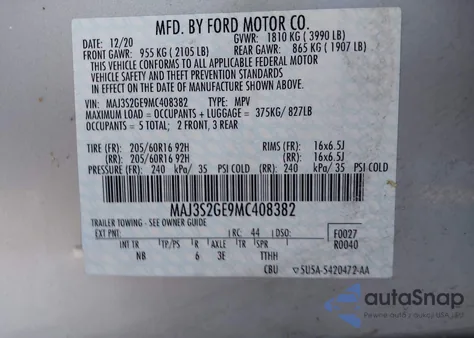 MFD. BY FORD MOTOR CO.
DATE: 12/20 GVWR: 1810 KG ( 3990 LB)
FRONT GAWR: 955 KG ( 2105 LB) REAR GAWR: 865 KG ( 1907 LB)
THIS VEHICLE CONFORMS TO ALL APPLICABLE FEDERAL MOTOR
VEHICLE SAFETY, BUMPER, AND THEFT PREVENTION STANDARDS IN
EFFECT ON THE DATE OF MANUFACTURE SHOWN ABOVE.
VIN: MAJ3S2GE9MC408382 TYPE: MPV
MAXIMUM LOAD = OCCUPANTS + LUGGAGE = 375KG/ 827LB
OCCUPANTS = 5 TOTAL; 2 FRONT, 3 REAR
TIRE (FR): 205/60R16 92H RIMS (FR): 16x6.5J
(RR): 205/60R16 92H (RR): 16x6.5J
PRESSURE (FR): 240 kPa/ 35 PSI COLD (RR): 240 kPa/ 35 PSI COLD
MAJ3S2GE9MC408382
TRAILER TOWING - SEE OWNER GUIDE
EXT PNT: RC: 44 DSO: F0027
R0040
INT TR TP/PS R AXLE TR SPR
NB 6 3E TTHH
CBU SU5A-5420472-AA
autoSnap